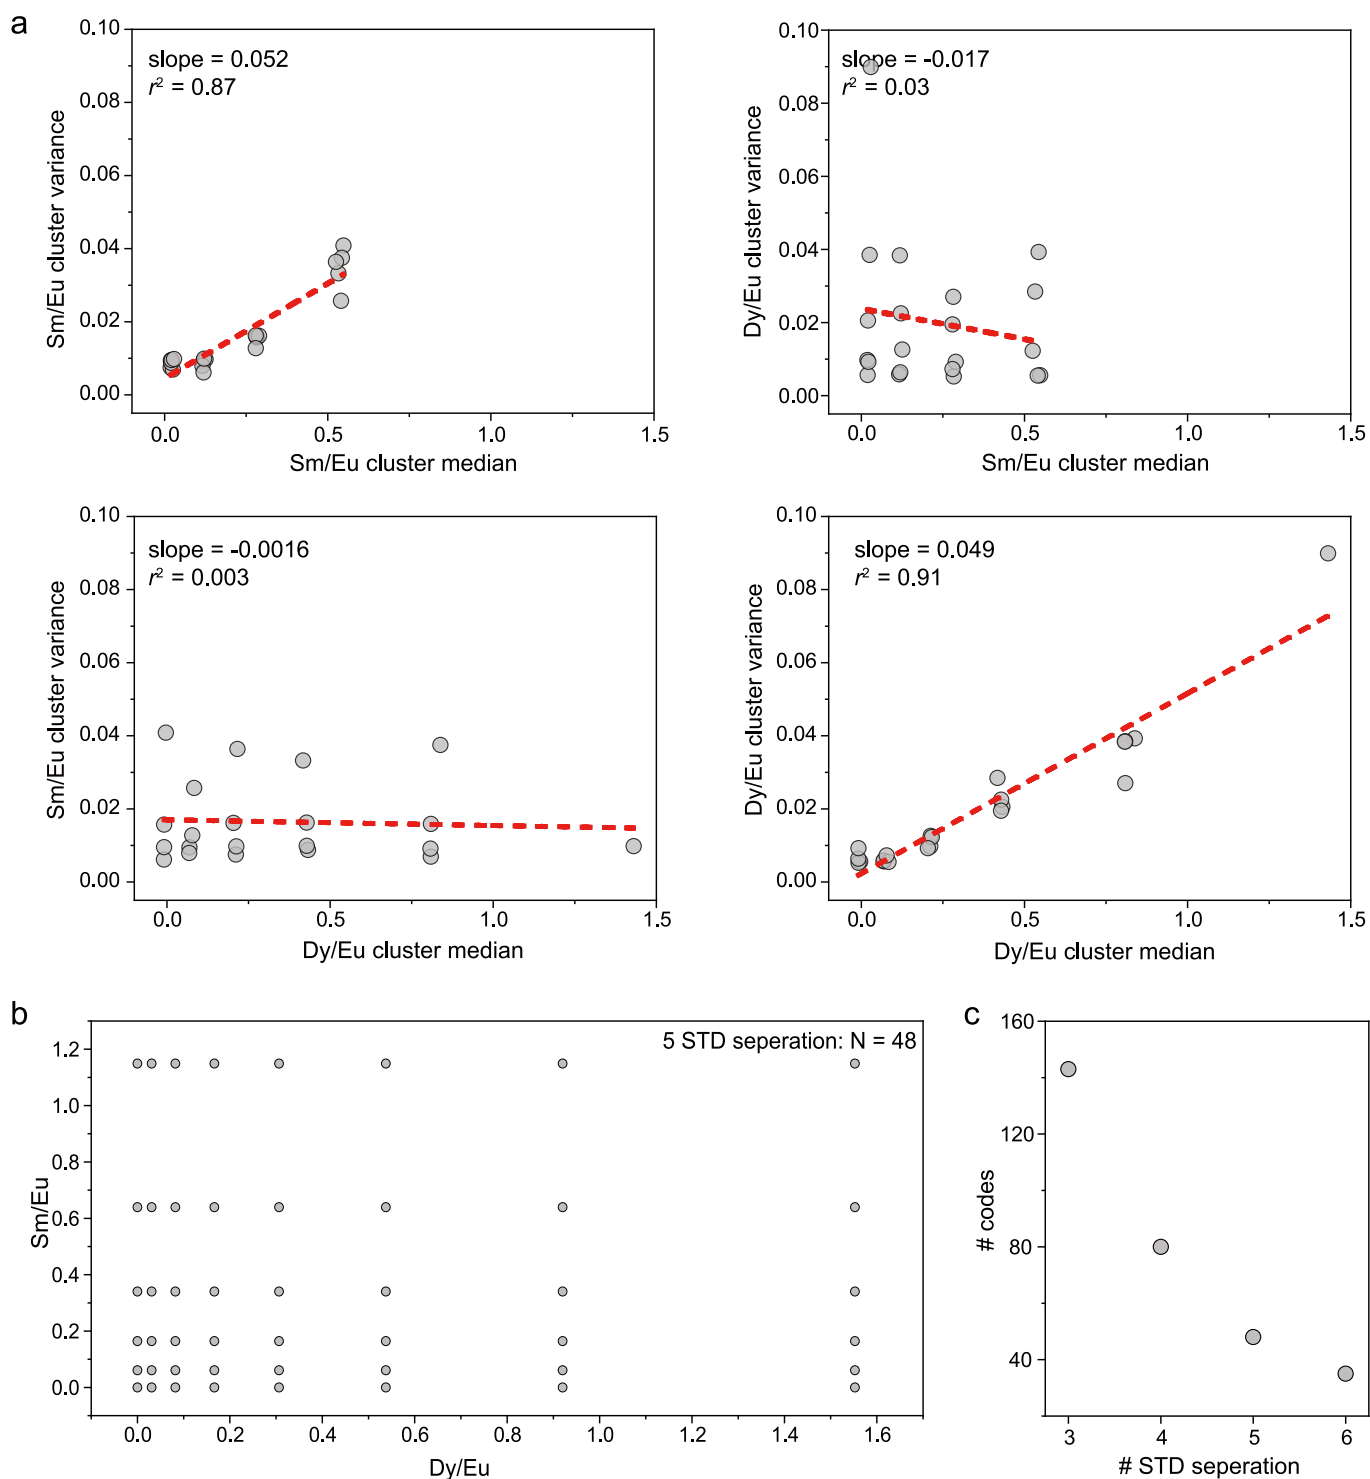 a
slope = 0.052
r² = 0.87
0.10
0.08
0.06
0.04
0.02
0.00
Sm/Eu cluster variance
0.0 0.5 1.0 1.5
Sm/Eu cluster median
slope = -0.017
r² = 0.03
0.10
0.08
0.06
0.04
0.02
0.00
Dy/Eu cluster variance
0.0 0.5 1.0 1.5
Sm/Eu cluster median
slope = -0.0016
r² = 0.003
0.10
0.08
0.06
0.04
0.02
0.00
Sm/Eu cluster variance
0.0 0.5 1.0 1.5
Dy/Eu cluster median
slope = 0.049
r² = 0.91
0.10
0.08
0.06
0.04
0.02
0.00
Dy/Eu cluster variance
0.0 0.5 1.0 1.5
Dy/Eu cluster median
b
5 STD seperation: N = 48
1.2
1.0
0.8
0.6
0.4
0.2
0.0
Sm/Eu
0.0 0.2 0.4 0.6 0.8 1.0 1.2 1.4 1.6
Dy/Eu
c
160
120
80
40
# codes
3 4 5 6
# STD seperation